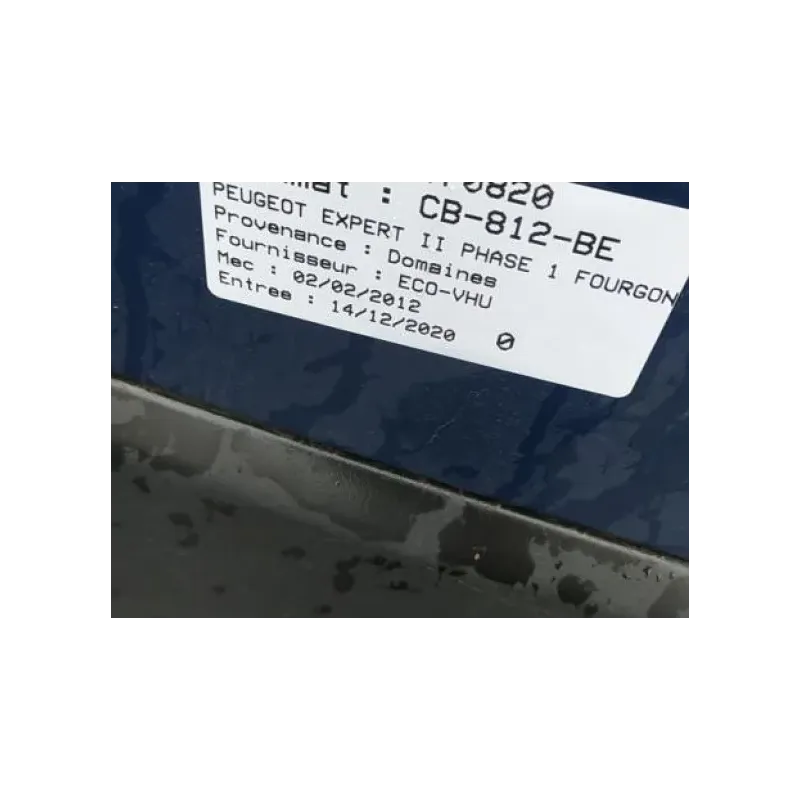 0820
: CB-812-BE
PEUGEOT EXPERT II PHASE 1 FOURGON
Provenance : Domaines
Fournisseur : ECO-VHU
Mec : 02/02/2012
Entree : 14/12/2020 0